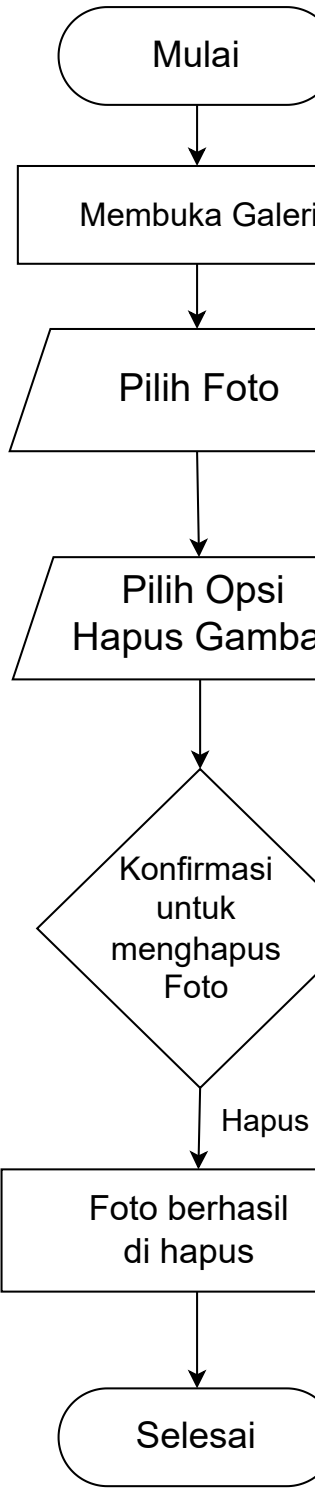 Mulai
Membuka Galeri
Pilih Foto
Pilih Opsi
Hapus Gamba
Konfirmasi
untuk
menghapus
Foto
Hapus
Foto berhasil
di hapus
Selesai